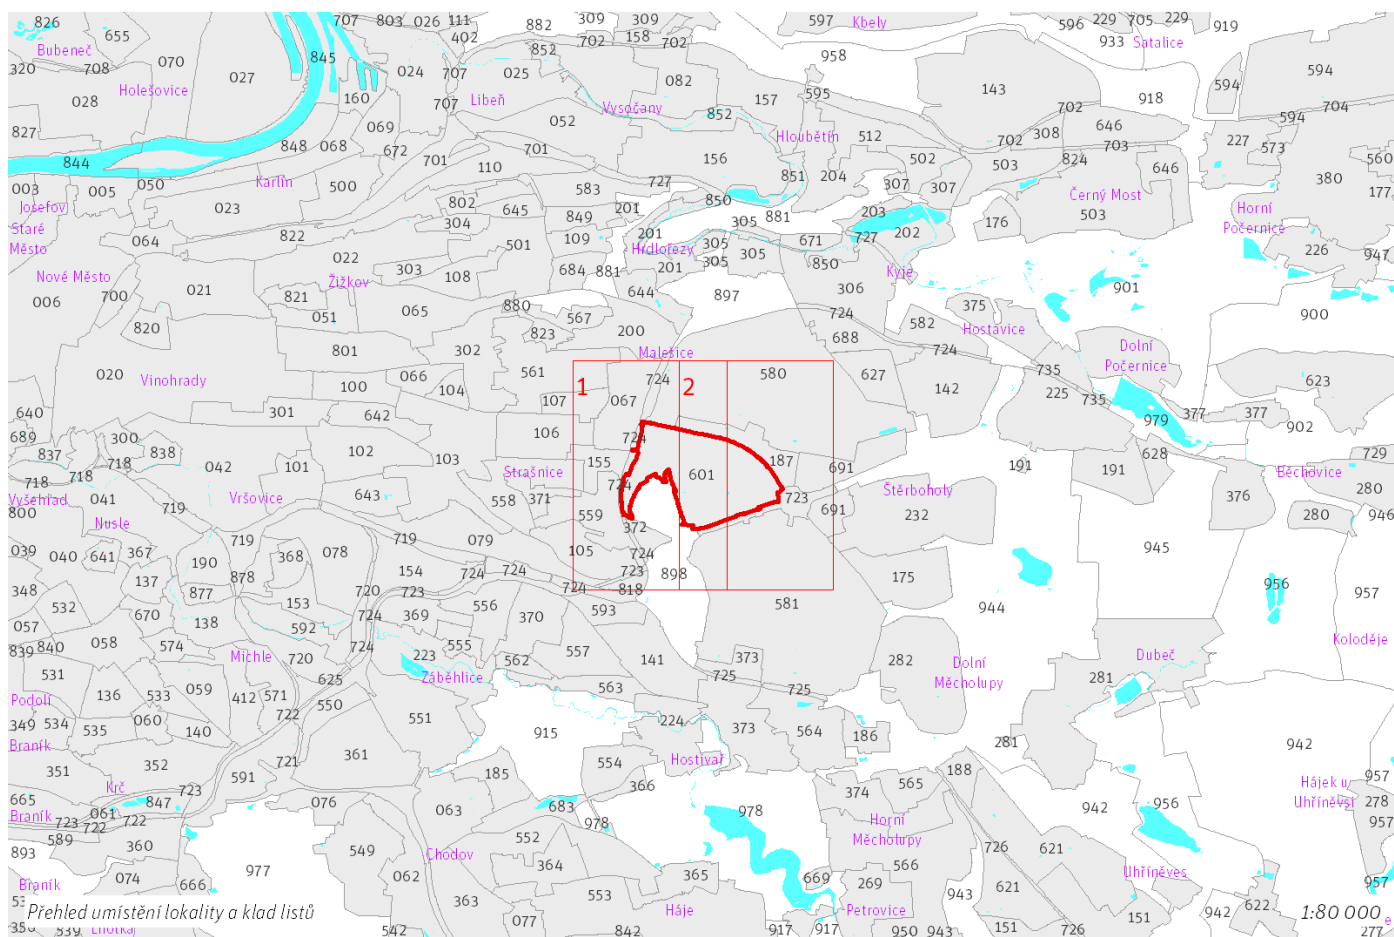 826 655 707 803 026 111 402 882 309 309 597 Kbely 596 229 705 229 919
Bubeneč 070 845 024 852 702 158 702 958 933 Satalice
320 708 Holešovice 027 707 025 082 157 595 143 594 594
028 160 707 Libeň Vysočany 852 918 702 704
827 069 052 Hloubětín 512 702 308 646 594
844 848 068 672 701 701 156 502 503 824 703 227 573 560
003 005 050 Karlín 500 110 727 851 204 307 307 646 380 177
Josefov 023 802 645 583 201 850 305 881 203 Černý Most 503 Horní
Staré 064 822 304 849 201 305 671 727 202 176 Počernice
Město 022 501 109 Hrdlořezy 305 305 850 Kyje 226 947
Nové Město 303 108 684 881 201
006 700 021 Žižkov 644 897 306 901
821 051 065 880 567 724 582 375 900
820 823 200 688 Hostavice
801 302 Malešice 724 Dolní
020 Vinohrady 066 561 724 580 627 142 735 Počernice 623
100 104 1 2 225 735
640 301 642 107 067 979 377 377
689 300 106 724 902
837 718 838 102 628 729
718 718 042 101 103 Strašnice 155 601 187 691 191 191 Běchovice
Vyšehrad 041 Vršovice 643 558 371 724 723 Štěrboholy 376 280
800 Nusle 719 559 372 691 232 280 946
719 719 079 105 724 945
039 040 641 367 190 368 078 154 724 724 723 898 175
348 137 878 877 720 723 724 818 944 956 957
532 153 556 593 581
057 670 138 592 724 369 370
839 840 058 574 Michle 724 223 555 562 557 141 373 282 Dolní Dubeč Koloděje
531 720 Záběhlice 725 Měcholupy 281
Podolí 136 533 059 412 571 625 563 725
349 534 535 060 140 722 550 551 915 224 373 564 186 281 942
Braník 361 554 Hostivař
351 352 721 185 366 188 957
Krč 591 374 565 Hájek u
665 847 723 076 063 683 978 978 942 956 Uhříněvsi 278
Braník 723 061 722 722 957
589 552 Horní
893 360 549 Chodov Měcholupy 726 621
977 364 566
Braník 074 666 062 363 553 365 669 269 621 Uhříněves 957
Přehled umístění lokality a klad listů 077 Háje Petrovice 943 151 942 622 1:80 000
539 Lhotka 542 842 917 917 950 943 151 726 277